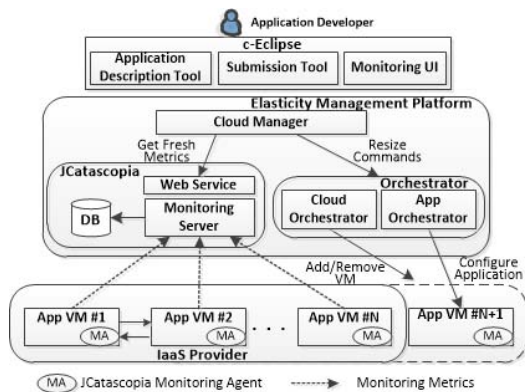 Application Developer
c-Eclipse
Application
Description Tool
Submission Tool
Monitoring UI
Elasticity Management Platform
Cloud Manager
Get Fresh
Metrics
Resize
Commands
JCatascopia
Web Service
Monitoring
Server
DB
Orchestrator
Cloud
Orchestrator
App
Orchestrator
Add/Remove
VM
Configure
Application
App VM #1
MA
App VM #2
MA
. . .
App VM #N
MA
App VM #N+1
MA
IaaS Provider
MA JCatascopia Monitoring Agent
Monitoring Metrics